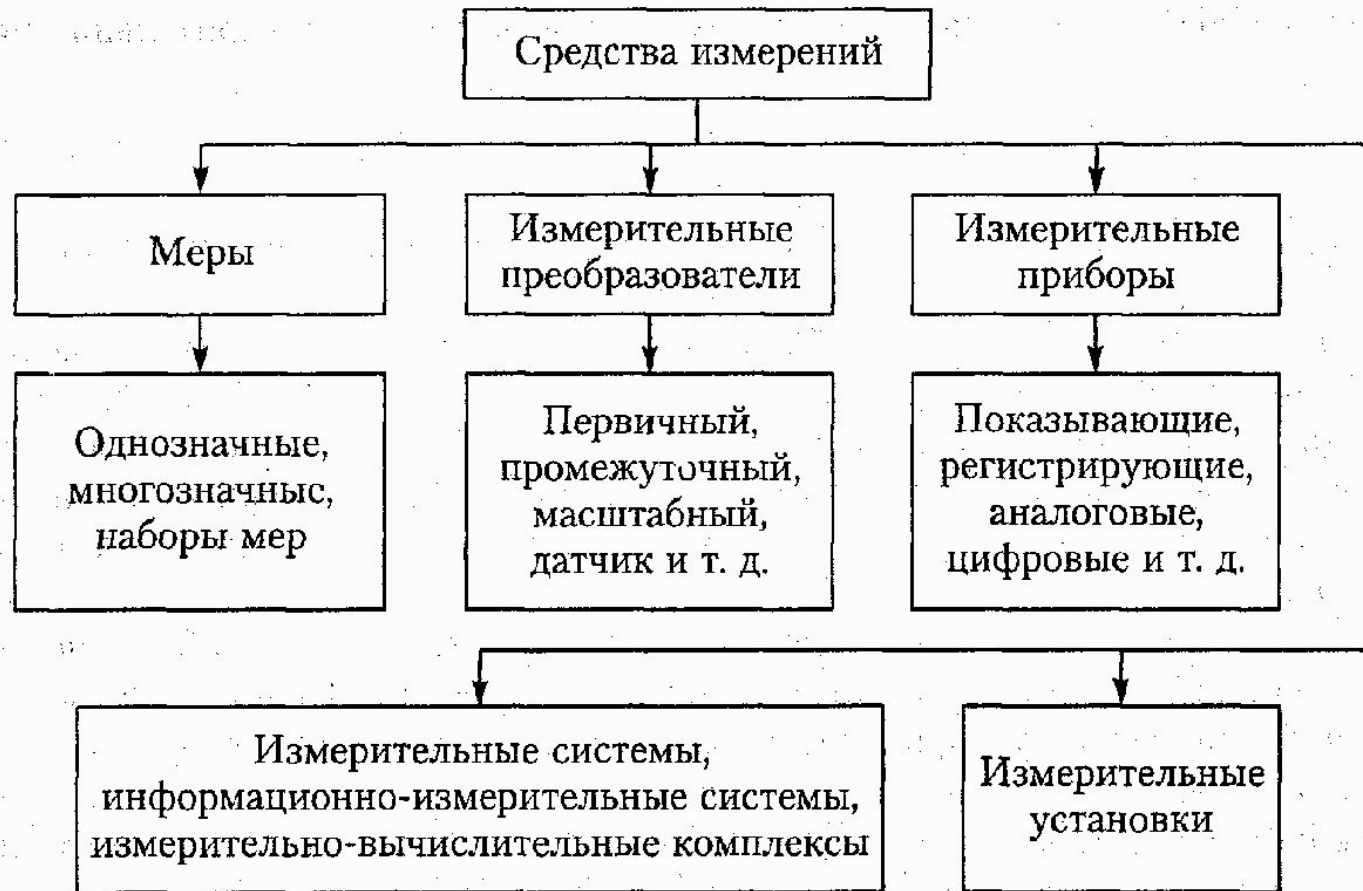 Средства измерений
Меры
Измерительные
преобразователи
Измерительные
приборы
Однозначные,
многозначные,
наборы мер
Первичный,
промежуточный,
масштабный,
датчик и т. д.
Показывающие,
регистрирующие,
аналоговые,
цифровые и т. д.
Измерительные системы,
информационно-измерительные системы,
измерительно-вычислительные комплексы
Измерительные
установки